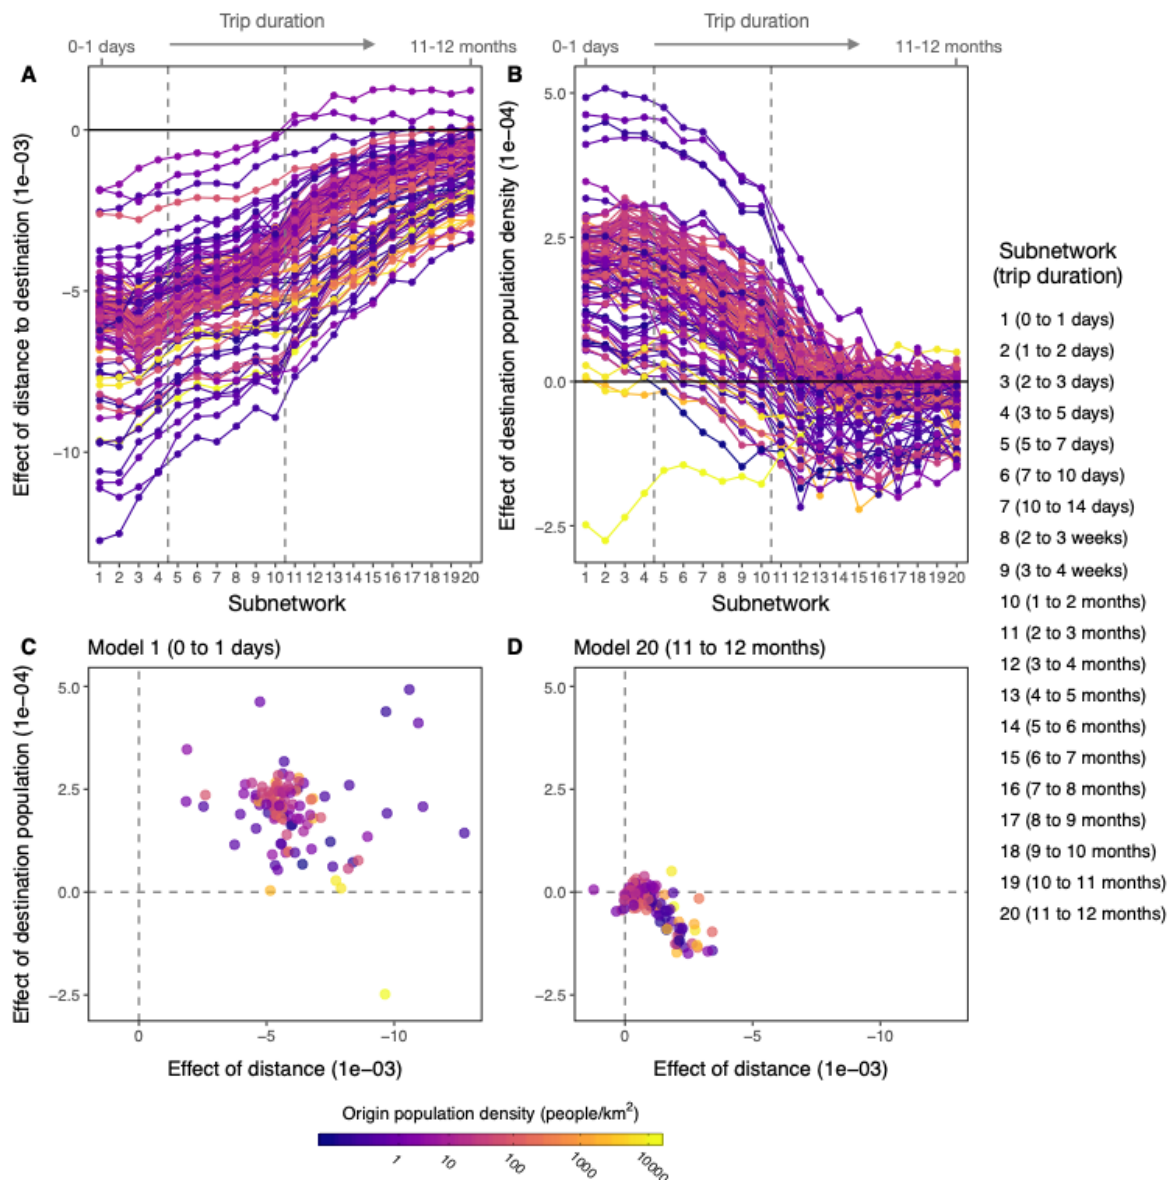 Trip duration
0-1 days
11-12 months
Trip duration
0-1 days
11-12 months
A
Effect of distance to destination (1e−03)
0
−5
−10
1 2 3 4 5 6 7 8 9 10 11 12 13 14 15 16 17 18 19 20
Subnetwork
B
Effect of destination population density (1e−04)
5.0
2.5
0.0
−2.5
1 2 3 4 5 6 7 8 9 10 11 12 13 14 15 16 17 18 19 20
Subnetwork
Subnetwork
(trip duration)
1 (0 to 1 days)
2 (1 to 2 days)
3 (2 to 3 days)
4 (3 to 5 days)
5 (5 to 7 days)
6 (7 to 10 days)
7 (10 to 14 days)
8 (2 to 3 weeks)
9 (3 to 4 weeks)
10 (1 to 2 months)
11 (2 to 3 months)
12 (3 to 4 months)
13 (4 to 5 months)
14 (5 to 6 months)
15 (6 to 7 months)
16 (7 to 8 months)
17 (8 to 9 months)
18 (9 to 10 months)
19 (10 to 11 months)
20 (11 to 12 months)
C
Model 1 (0 to 1 days)
Effect of destination population (1e−04)
5.0
2.5
0.0
−2.5
0 −5 −10
Effect of distance (1e−03)
D
Model 20 (11 to 12 months)
5.0
2.5
0.0
−2.5
0 −5 −10
Effect of distance (1e−03)
Origin population density (people/km²)
1 10 100 1000 10000